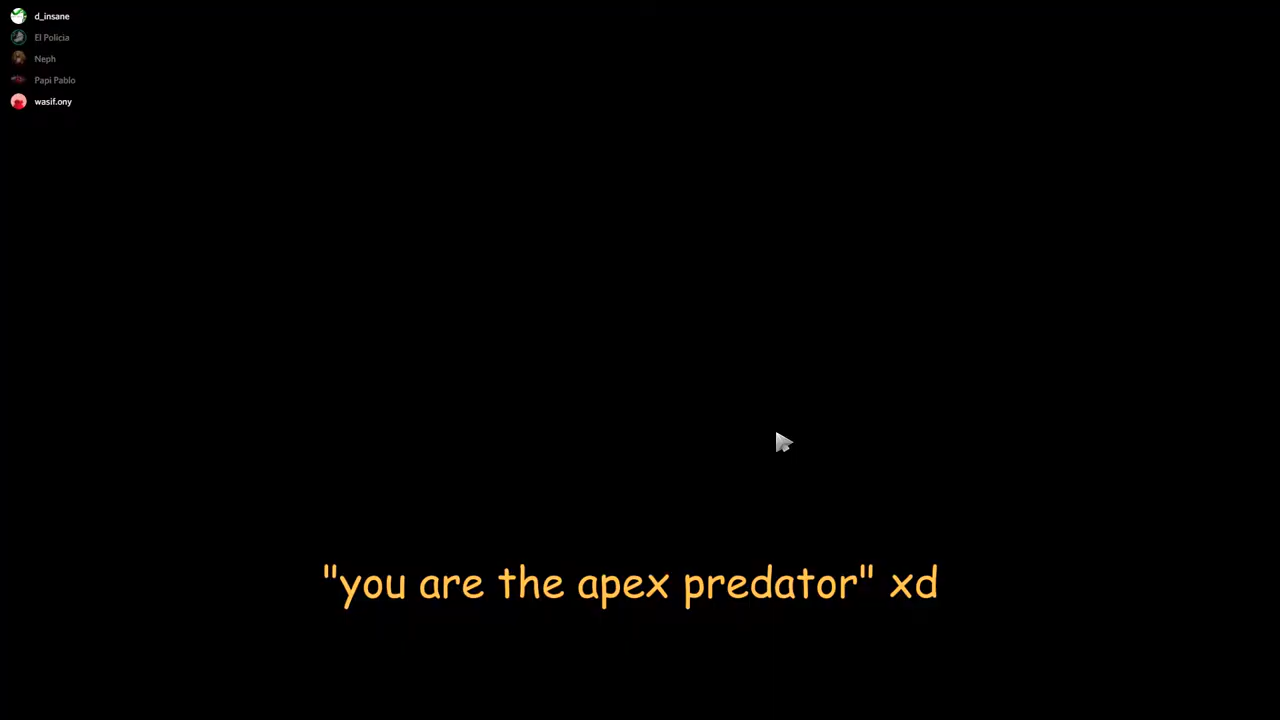 d_insane
El Policia
Neph
Papi Pablo
wasif.ony
"you are the apex predator" xd